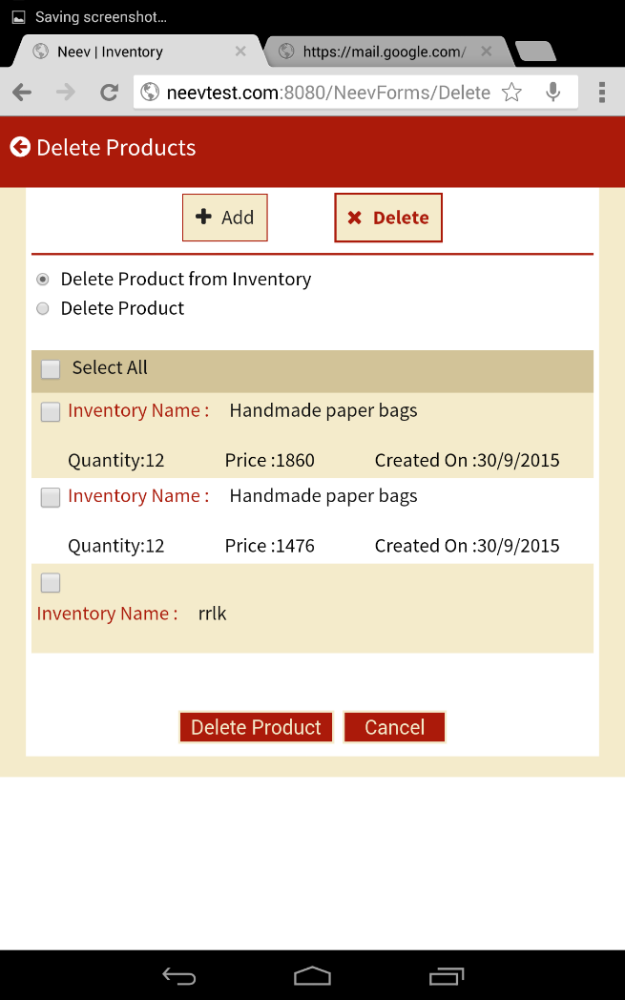 Saving screenshot...
Neev | Inventory
https://mail.google.com/
neevtest.com:8080/NeevForms/Delete
Delete Products
Add
Delete
Delete Product from Inventory
Delete Product
Select All
Inventory Name : Handmade paper bags
Quantity:12 Price :1860 Created On :30/9/2015
Inventory Name : Handmade paper bags
Quantity:12 Price :1476 Created On :30/9/2015
Inventory Name : rrlk
Delete Product Cancel